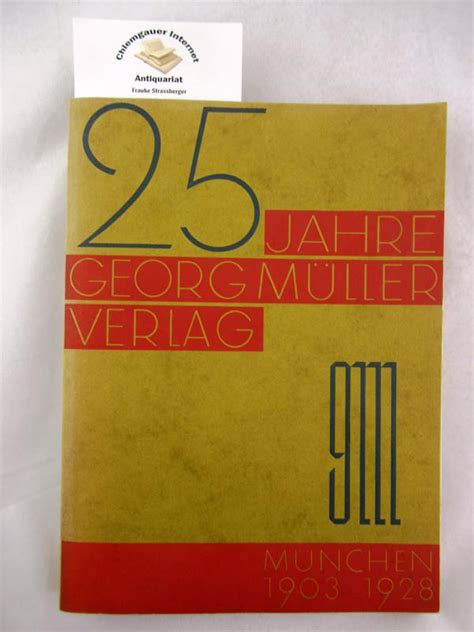 Chiemgauer Internet
Antiquariat
Frauke Strassberger
25 JAHRE
GEORG MÜLLER
VERLAG
gm
MÜNCHEN
1903 1928